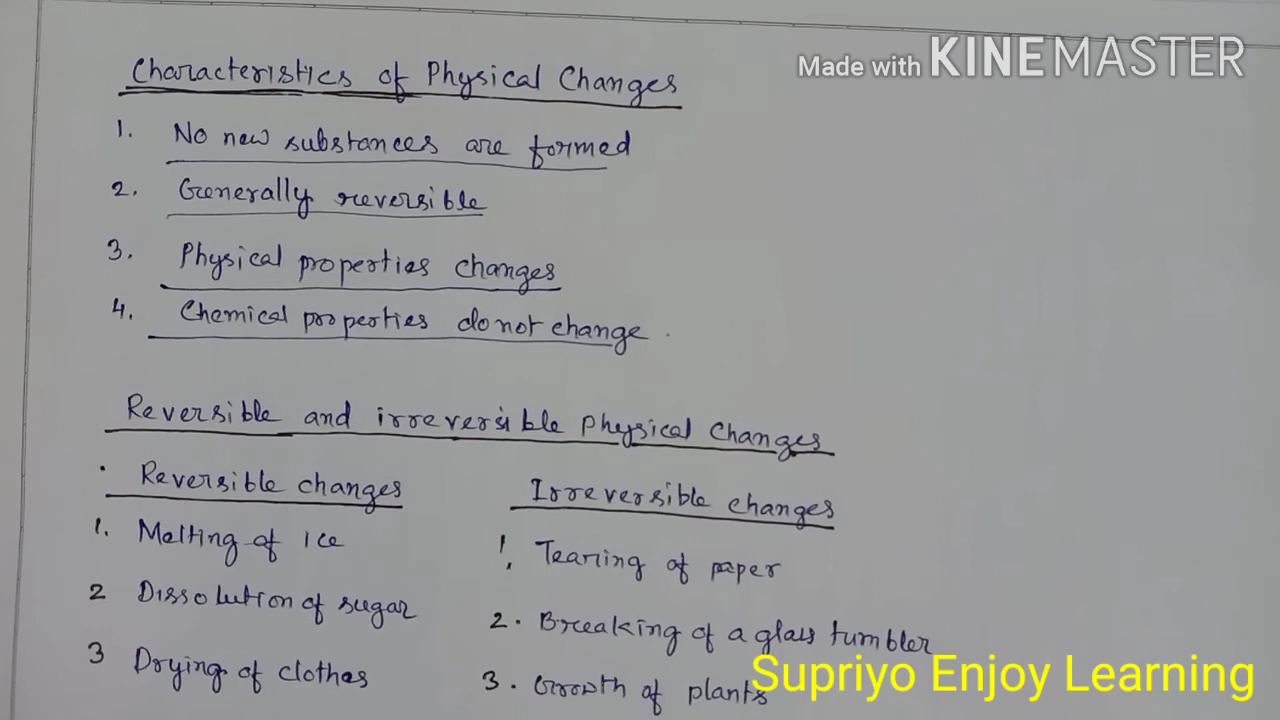 Made with KINEMASTER
Characteristics of Physical Changes
1. No new substances are formed
2. Generally reversible
3. Physical properties changes
4. Chemical properties do not change.
Reversible and irreversible physical changes
Reversible changes
1. Melting of ice
2 Dissolution of sugar
3 Drying of clothes
Irreversible changes
1. Tearing of paper
2. Breaking of a glass tumbler
3. Growth of plants
Supriyo Enjoy Learning